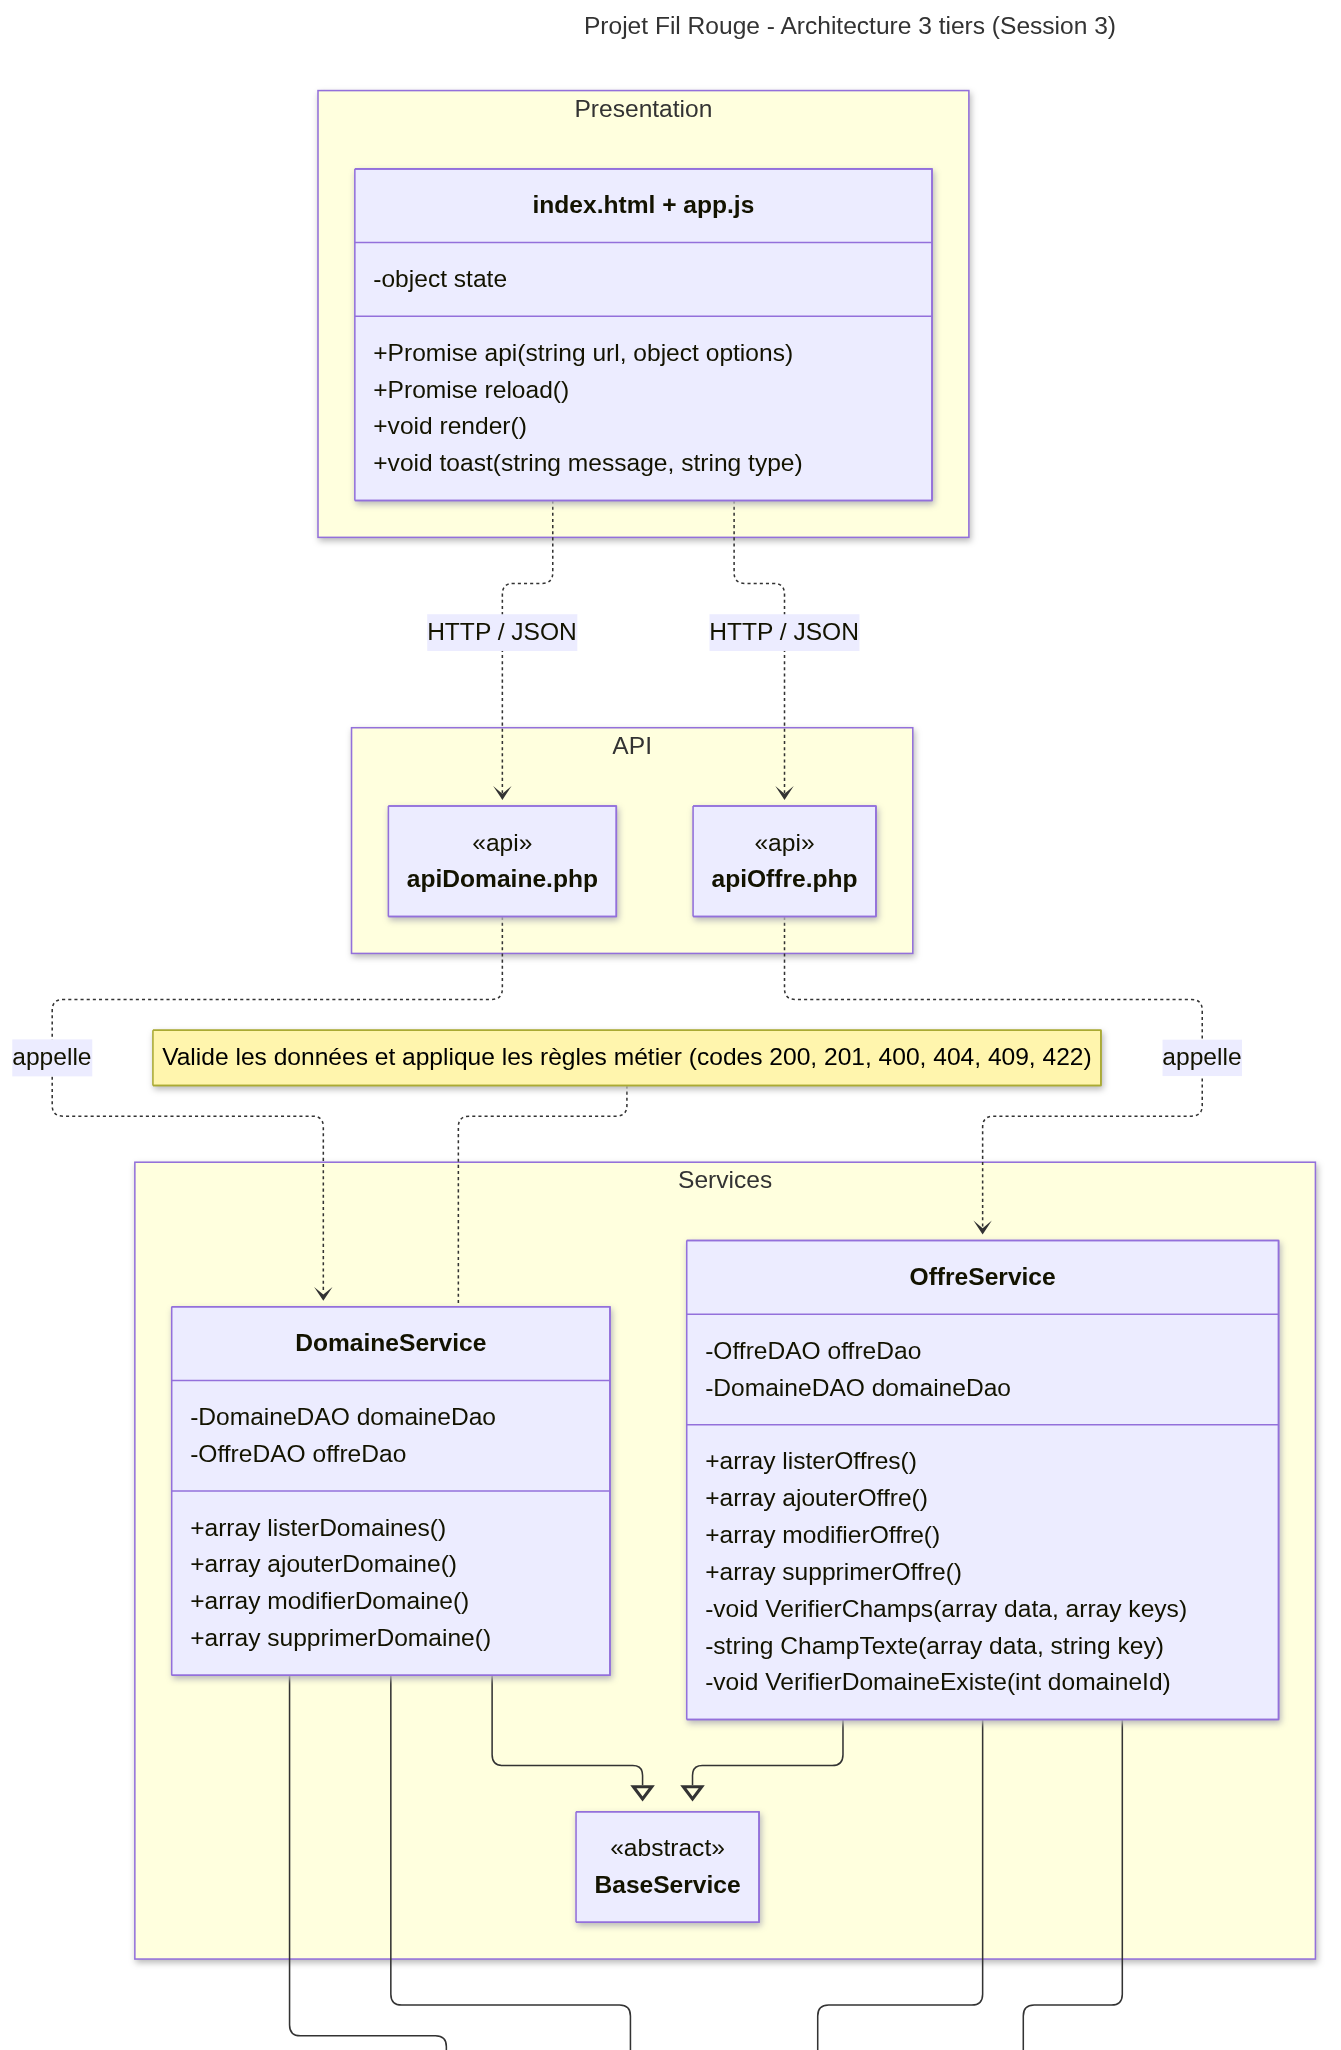 Projet Fil Rouge - Architecture 3 tiers (Session 3)
Presentation
index.html + app.js
-object state
+Promise api(string url, object options)
+Promise reload()
+void render()
+void toast(string message, string type)
HTTP / JSON
HTTP / JSON
API
«api»
apiDomaine.php
«api»
apiOffre.php
appelle
Valide les données et applique les règles métier (codes 200, 201, 400, 404, 409, 422)
appelle
Services
DomaineService
-DomaineDAO domaineDao
-OffreDAO offreDao
+array listerDomaines()
+array ajouterDomaine()
+array modifierDomaine()
+array supprimerDomaine()
OffreService
-OffreDAO offreDao
-DomaineDAO domaineDao
+array listerOffres()
+array ajouterOffre()
+array modifierOffre()
+array supprimerOffre()
-void VerifierChamps(array data, array keys)
-string ChampTexte(array data, string key)
-void VerifierDomaineExiste(int domaineId)
«abstract»
BaseService